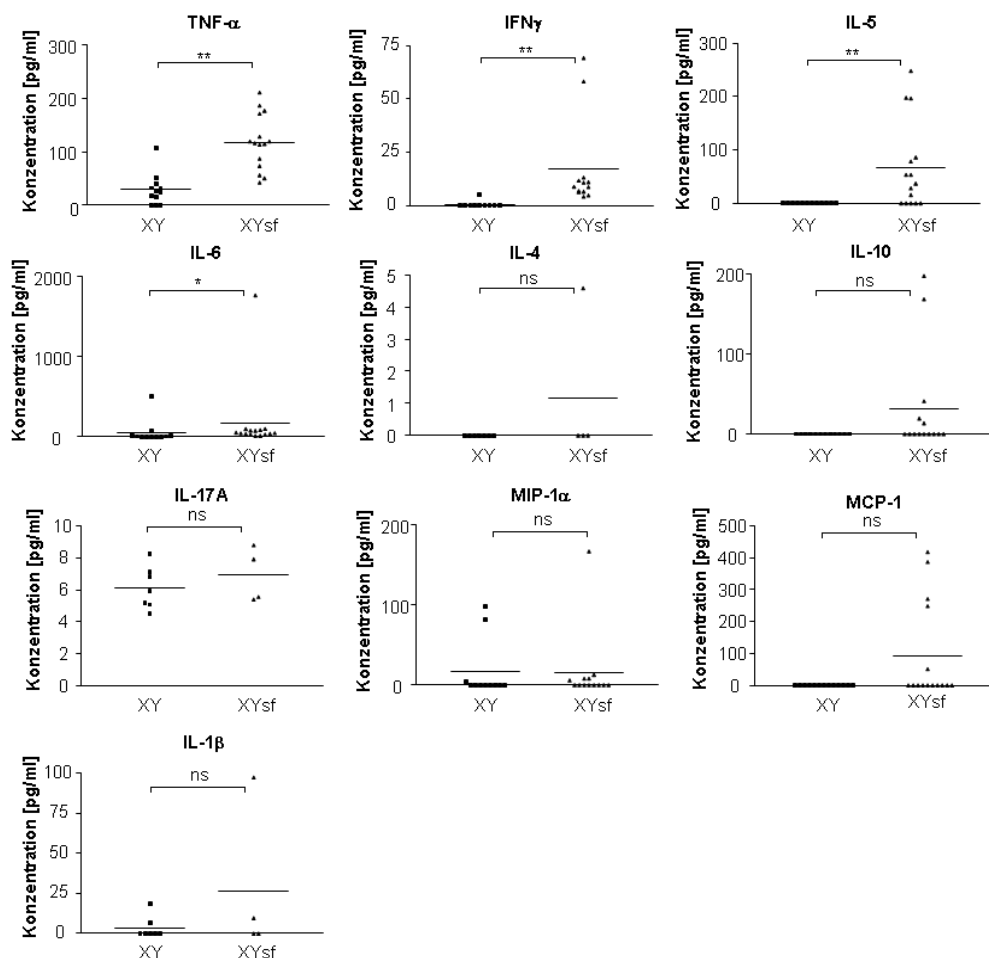 TNF-α
Konzentration [pg/ml]
300
200
100
0
**
XY
XYsf
IFNγ
Konzentration [pg/ml]
75
50
25
0
**
XY
XYsf
IL-5
Konzentration [pg/ml]
300
200
100
0
**
XY
XYsf
IL-6
Konzentration [pg/ml]
2000
1000
0
*
XY
XYsf
IL-4
Konzentration [pg/ml]
5
4
3
2
1
0
ns
XY
XYsf
IL-10
Konzentration [pg/ml]
200
100
0
ns
XY
XYsf
IL-17A
Konzentration [pg/ml]
10
8
6
4
2
0
ns
XY
XYsf
MIP-1α
Konzentration [pg/ml]
200
100
0
ns
XY
XYsf
MCP-1
Konzentration [pg/ml]
500
400
300
200
100
0
ns
XY
XYsf
IL-1β
Konzentration [pg/ml]
100
75
50
25
0
ns
XY
XYsf